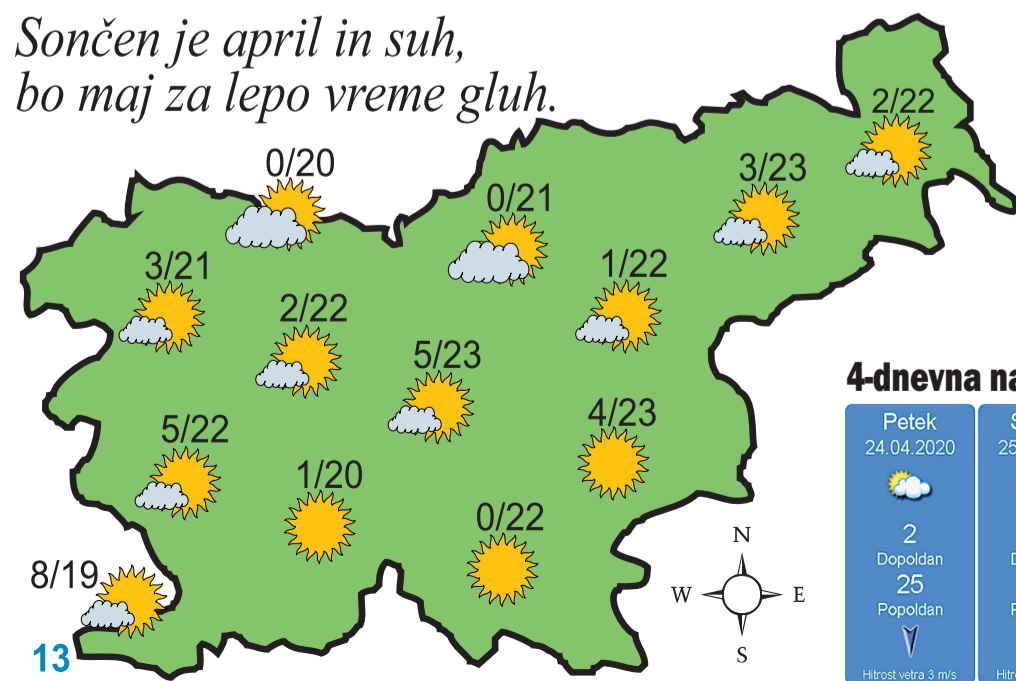 Sončen je april in suh,
bo maj za lepo vreme gluh.
2/22
0/20
3/23
0/21
3/21
1/22
2/22
5/23
4/23
5/22
1/20
0/22
8/19
13
N
W E
S
4-dnevna na
Petek
24.04.2020
2
Dopoldan
25
Popoldan
Hitrost vetra 3 m/s
S
25
D
P
Hitro